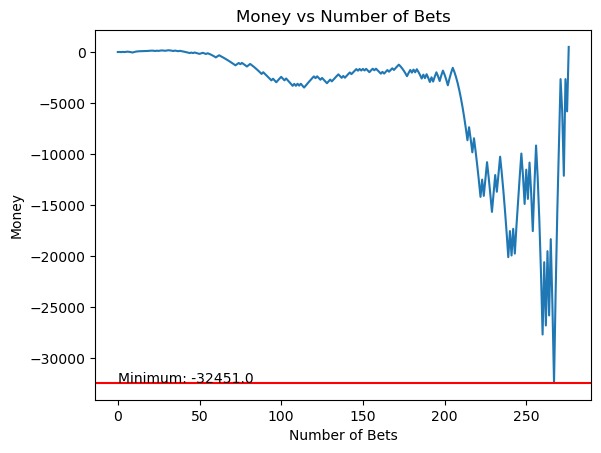 Money vs Number of Bets
0
−5000
−10000
−15000
−20000
−25000
−30000
Money
Minimum: -32451.0
0 50 100 150 200 250
Number of Bets